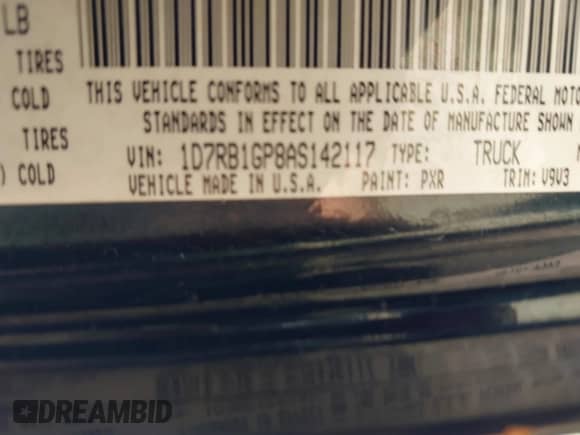 LB
TIRES
COLD THIS VEHICLE CONFORMS TO ALL APPLICABLE U.S.A. FEDERAL MOTO
STANDARDS IN EFFECT ON THE DATE OF MANUFACTURE SHOWN
TIRES VIN: 1D7RB1GP8AS142117 TYPE: TRUCK
) COLD VEHICLE MADE IN U.S.A. PAINT: PXR TRIM: V9V3
DREAMBID